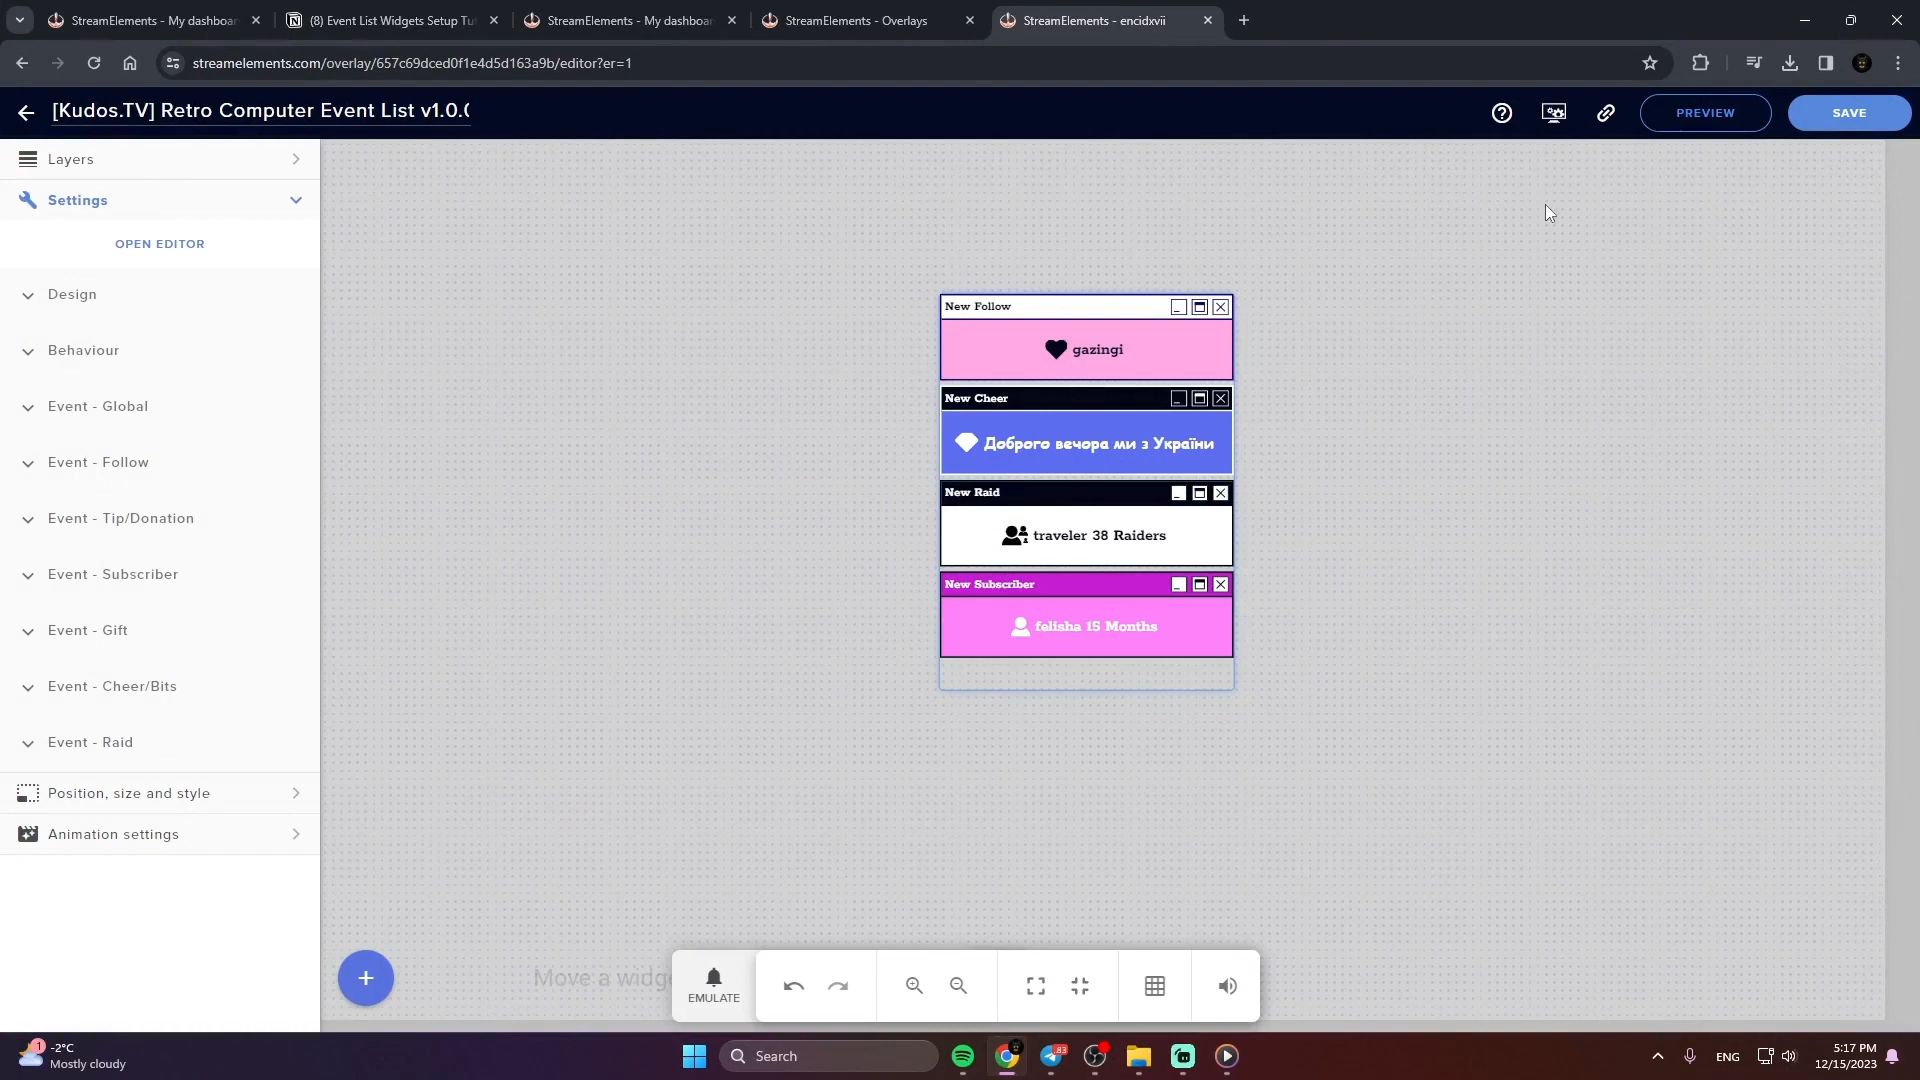 StreamElements - My dashboar
(8) Event List Widgets Setup Tu
StreamElements - My dashboar
StreamElements - Overlays
StreamElements - encidxvii
streamelements.com/overlay/657c69dced0f1e4d5d163a9b/editor?er=1
[Kudos.TV] Retro Computer Event List v1.0.0
PREVIEW
SAVE
Layers
Settings
OPEN EDITOR
Design
Behaviour
Event - Global
Event - Follow
Event - Tip/Donation
Event - Subscriber
Event - Gift
Event - Cheer/Bits
Event - Raid
Position, size and style
Animation settings
New Follow
gazingi
New Cheer
Доброго вечора ми з України
New Raid
traveler 38 Raiders
New Subscriber
felisha 15 Months
Move a widge
EMULATE
1
-2°C
Mostly cloudy
Search
83
ENG
5:17 PM
12/15/2023